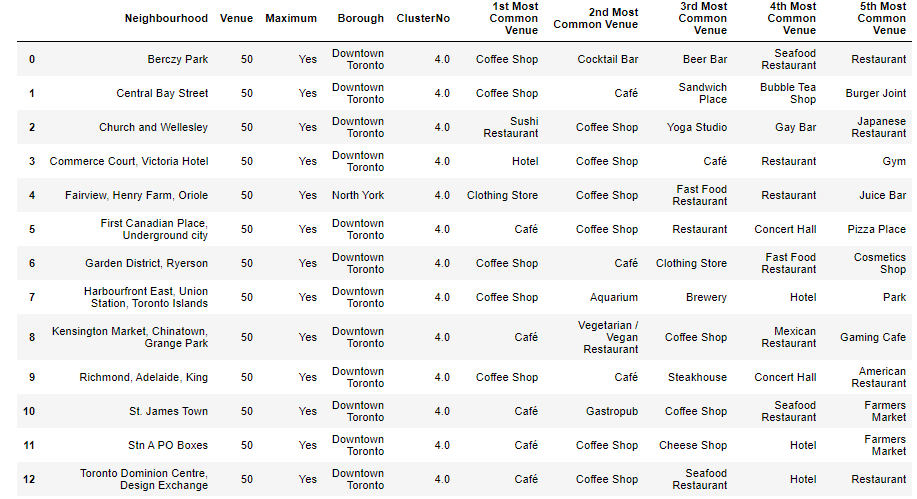 Neighbourhood Venue Maximum Borough ClusterNo 1st Most Common Venue 2nd Most Common Venue 3rd Most Common Venue 4th Most Common Venue 5th Most Common Venue
0 Berczy Park 50 Yes Downtown Toronto 4.0 Coffee Shop Cocktail Bar Beer Bar Seafood Restaurant Restaurant
1 Central Bay Street 50 Yes Downtown Toronto 4.0 Coffee Shop Café Sandwich Place Bubble Tea Shop Burger Joint
2 Church and Wellesley 50 Yes Downtown Toronto 4.0 Sushi Restaurant Coffee Shop Yoga Studio Gay Bar Japanese Restaurant
3 Commerce Court, Victoria Hotel 50 Yes Downtown Toronto 4.0 Hotel Coffee Shop Café Restaurant Gym
4 Fairview, Henry Farm, Oriole 50 Yes North York 4.0 Clothing Store Coffee Shop Fast Food Restaurant Restaurant Juice Bar
5 First Canadian Place, Underground city 50 Yes Downtown Toronto 4.0 Café Coffee Shop Restaurant Concert Hall Pizza Place
6 Garden District, Ryerson 50 Yes Downtown Toronto 4.0 Coffee Shop Café Clothing Store Fast Food Restaurant Cosmetics Shop
7 Harbourfront East, Union Station, Toronto Islands 50 Yes Downtown Toronto 4.0 Coffee Shop Aquarium Brewery Hotel Park
8 Kensington Market, Chinatown, Grange Park 50 Yes Downtown Toronto 4.0 Café Vegetarian / Vegan Restaurant Coffee Shop Mexican Restaurant Gaming Cafe
9 Richmond, Adelaide, King 50 Yes Downtown Toronto 4.0 Coffee Shop Café Steakhouse Concert Hall American Restaurant
10 St. James Town 50 Yes Downtown Toronto 4.0 Café Gastropub Coffee Shop Seafood Restaurant Farmers Market
11 Stn A PO Boxes 50 Yes Downtown Toronto 4.0 Café Coffee Shop Cheese Shop Hotel Farmers Market
12 Toronto Dominion Centre, Design Exchange 50 Yes Downtown Toronto 4.0 Café Coffee Shop Seafood Restaurant Hotel Restaurant